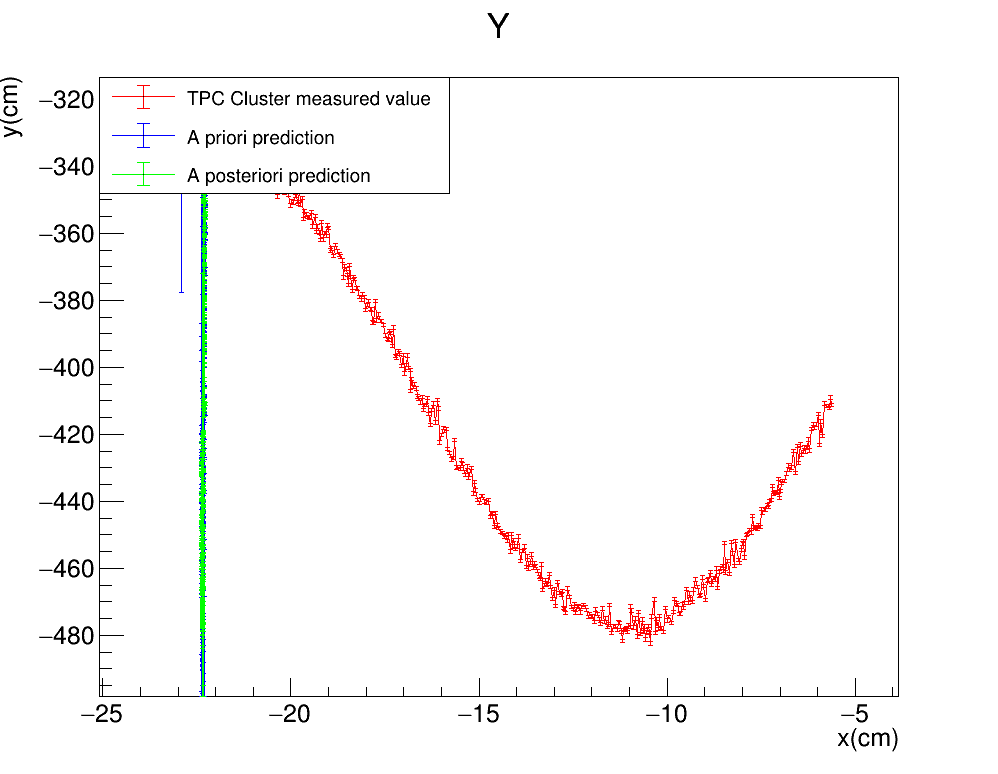 Y
y(cm)
TPC Cluster measured value
A priori prediction
A posteriori prediction
−320
−340
−360
−380
−400
−420
−440
−460
−480
−25 −20 −15 −10 −5
x(cm)